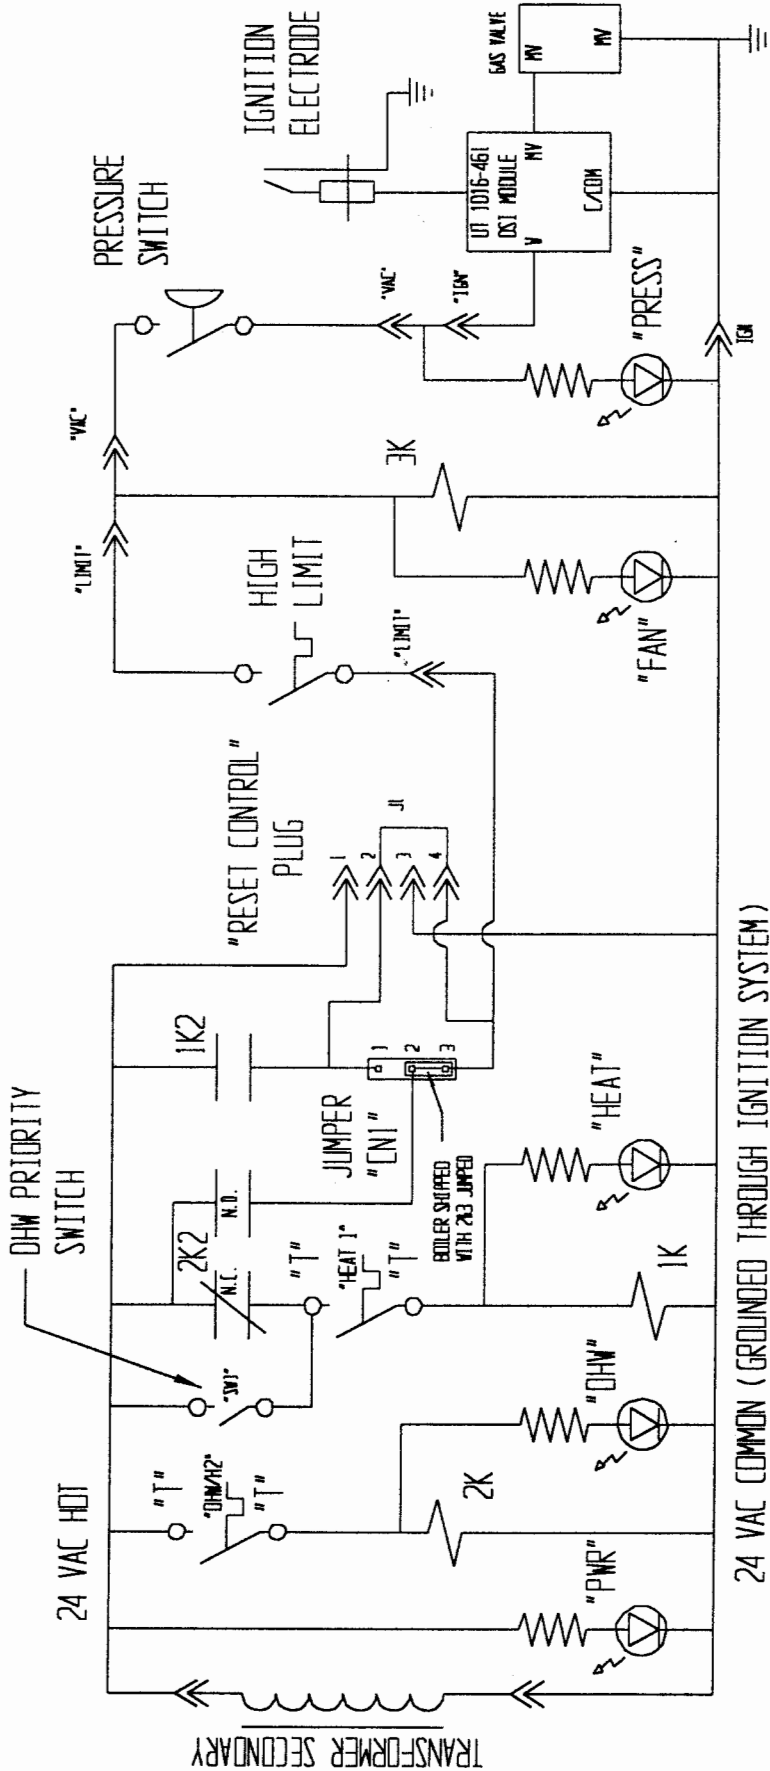 TRANSFORMER SECONDARY
24 VAC HOT
"PWR"
"T"
"DHW/H2"
"T"
2K
"DHW"
DHW PRIORITY
SWITCH
"SW1"
2K2
N.C.
N.O.
"T"
"HEAT 1"
"T"
1K
"HEAT"
1K2
JUMPER
"CN1"
1
2
3
BOILER SHIPPED
WITH 2&3 JUMPED
"RESET CONTROL"
PLUG
1
2
3
4
J1
"LIMIT"
HIGH
LIMIT
"LIMIT"
"FAN"
3K
"VAC"
PRESSURE
SWITCH
"VAC"
"IGN"
"PRESS"
IGN
IGNITION
ELECTRODE
UT 1016-461
DSI MODULE
W
MV
C/COM
GAS VALVE
MV
MV
24 VAC COMMON (GROUNDED THROUGH IGNITION SYSTEM)